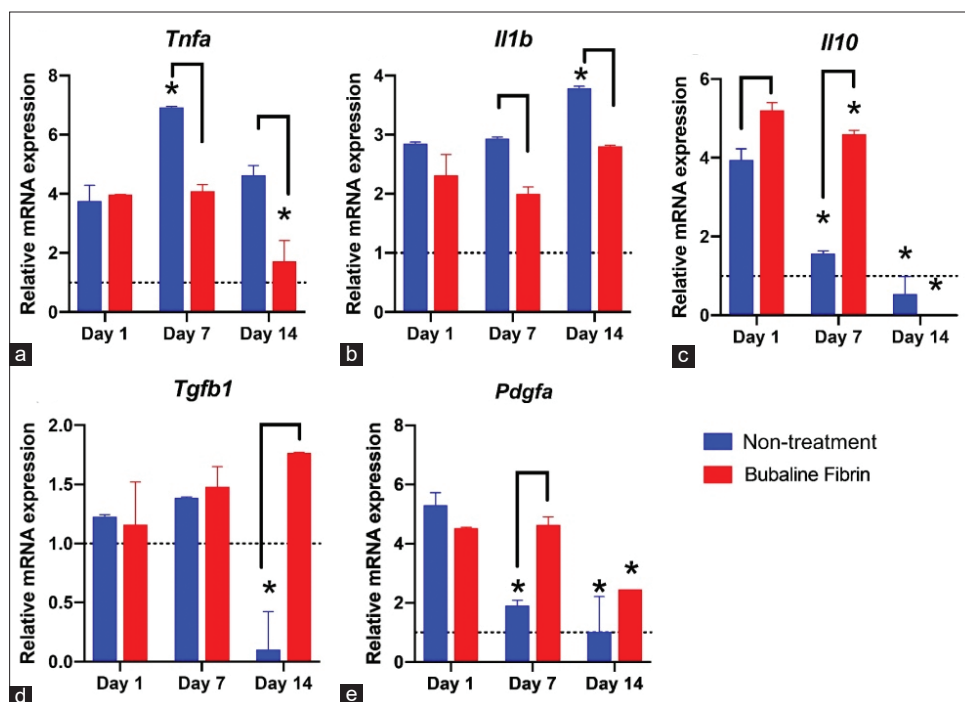 Tnfa
Relative mRNA expression
8
6
4
2
0
*
*
Day 1 Day 7 Day 14
a
Il1b
Relative mRNA expression
4
3
2
1
0
*
Day 1 Day 7 Day 14
b
Il10
Relative mRNA expression
6
4
2
0
*
*
*
*
Day 1 Day 7 Day 14
c
Tgfb1
Relative mRNA expression
2.0
1.5
1.0
0.5
0.0
*
Day 1 Day 7 Day 14
d
Pdgfa
Relative mRNA expression
8
6
4
2
0
*
*
*
Day 1 Day 7 Day 14
e
Non-treatment
Bubaline Fibrin